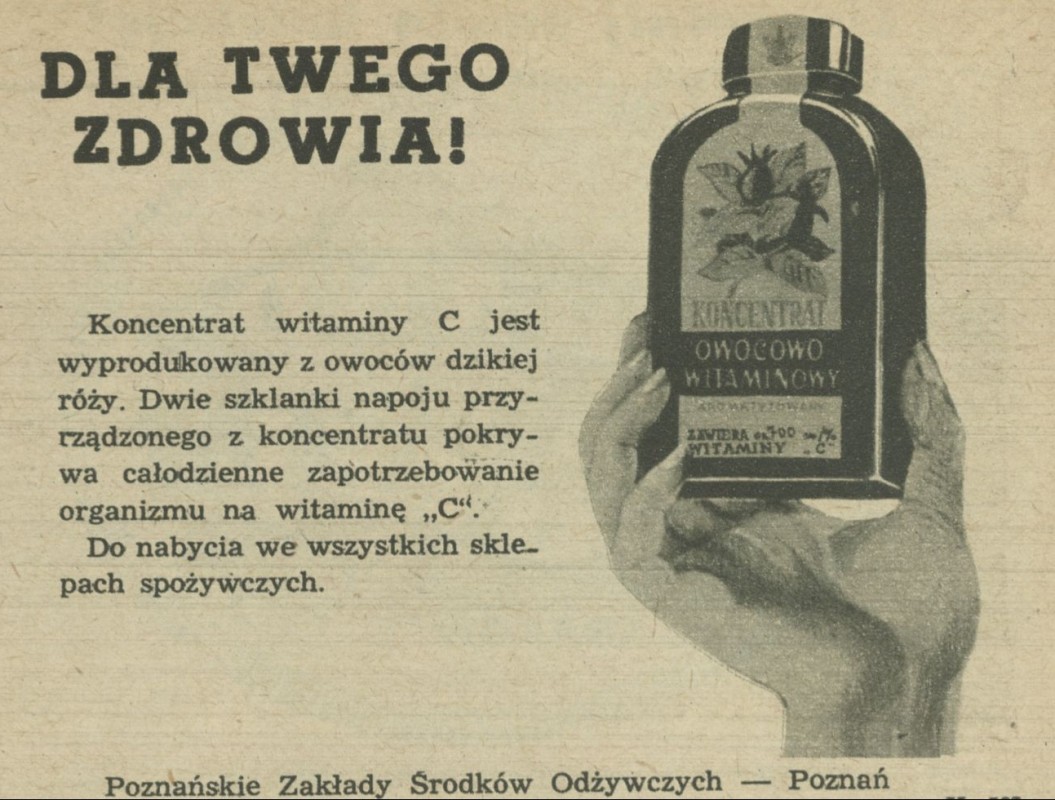 DLA TWEGO
ZDROWIA!
Koncentrat witaminy C jest
wyprodukowany z owoców dzikiej
róży. Dwie szklanki napoju przy-
rządzonego z koncentratu pokry-
wa całodzienne zapotrzebowanie
organizmu na witaminę „C“.
Do nabycia we wszystkich skle-
pach spożywczych.
KONCENTRAT
OWOCOWO
WITAMINOWY
AROMATYZOWANY
ZAWIERA
WITAMINY „C“
Poznańskie Zakłady Środków Odżywczych — Poznań